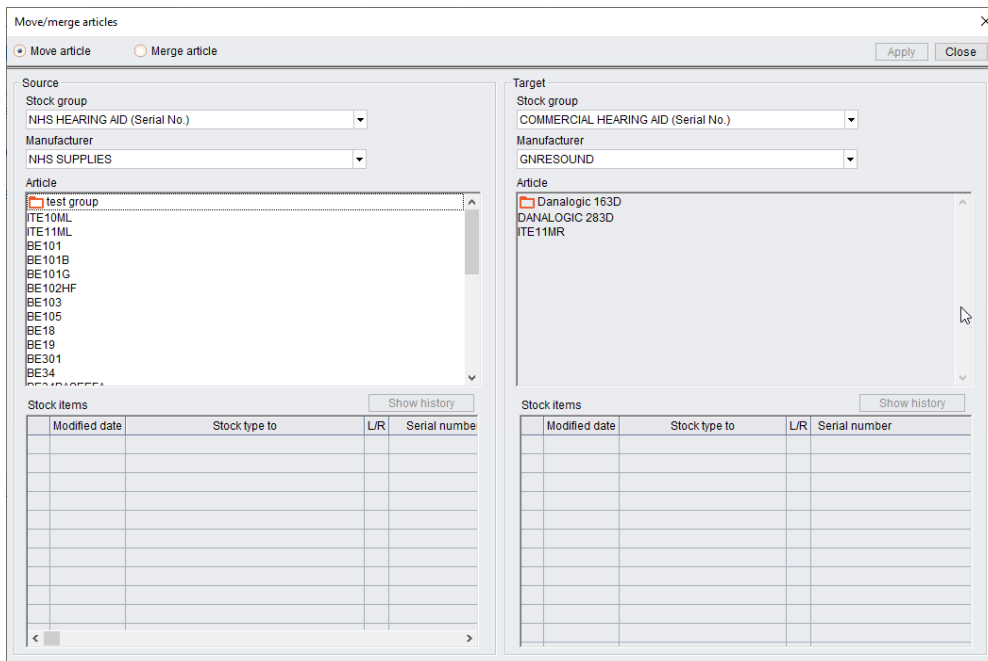 Move/merge articles
Move article Merge article Apply Close
Source
Stock group
NHS HEARING AID (Serial No.)
Manufacturer
NHS SUPPLIES
Article
test group
ITE10ML
ITE11ML
BE101
BE101B
BE101G
BE102HF
BE103
BE105
BE18
BE19
BE301
BE34
Stock items Show history
Modified date Stock type to L/R Serial numbe
Target
Stock group
COMMERCIAL HEARING AID (Serial No.)
Manufacturer
GNRESOUND
Article
Danalogic 163D
DANALOGIC 283D
ITE11MR
Stock items Show history
Modified date Stock type to L/R Serial number